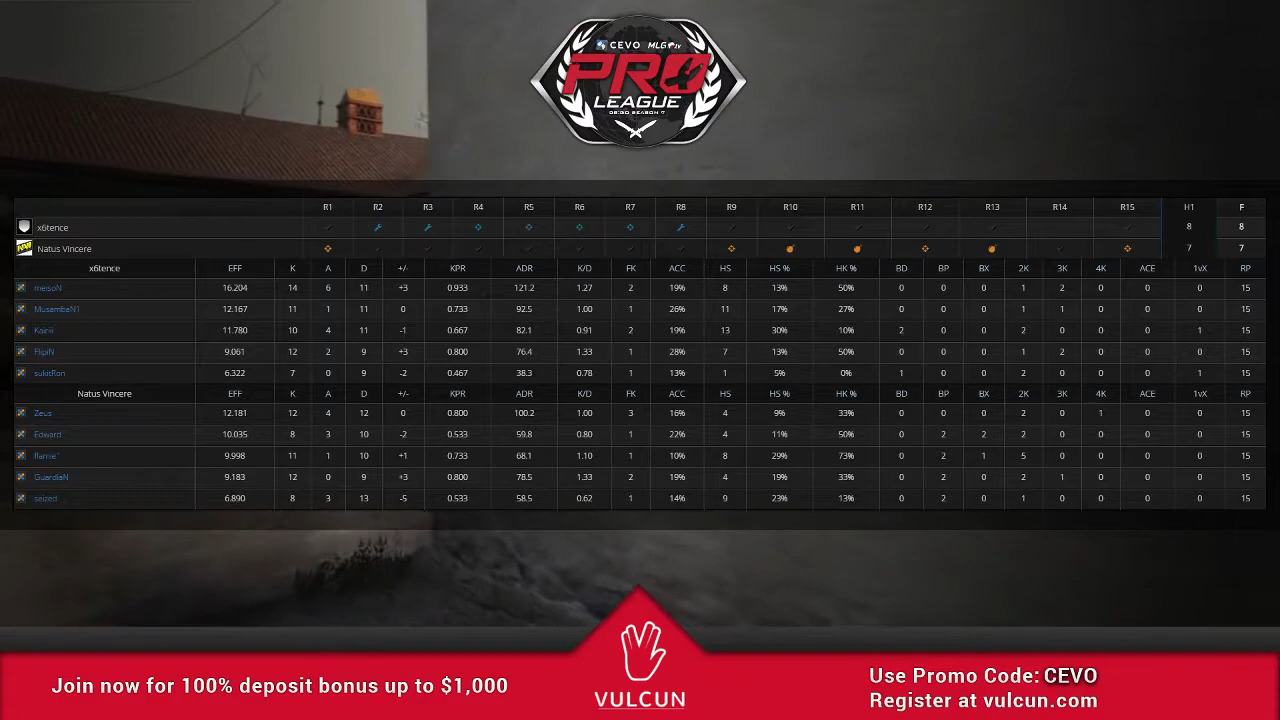 CEVO MLG.tv
PRO
LEAGUE
CS:GO SEASON 7
R1 R2 R3 R4 R5 R6 R7 R8 R9 R10 R11 R12 R13 R14 R15 H1 F
x6tence 8 8
Natus Vincere 7 7
x6tence EFF K A D +/- KPR ADR K/D FK ACC HS HS % HK % BD BP BX 2K 3K 4K ACE 1vX RP
meisoN 16.204 14 6 11 +3 0.933 121.2 1.27 2 19% 8 13% 50% 0 0 0 1 2 0 0 0 15
MusambaN1 12.167 11 1 11 0 0.733 92.5 1.00 1 26% 11 17% 27% 0 0 0 1 1 0 0 0 15
Kairiii 11.780 10 4 11 -1 0.667 82.1 0.91 2 19% 13 30% 10% 2 0 0 2 0 0 0 1 15
FlipiN 9.061 12 2 9 +3 0.800 76.4 1.33 1 28% 7 13% 50% 0 0 0 1 2 0 0 0 15
sukitRon 6.322 7 0 9 -2 0.467 38.3 0.78 1 13% 1 5% 0% 1 0 0 2 0 0 0 1 15
Natus Vincere EFF K A D +/- KPR ADR K/D FK ACC HS HS % HK % BD BP BX 2K 3K 4K ACE 1vX RP
Zeus 12.181 12 4 12 0 0.800 100.2 1.00 3 16% 4 9% 33% 0 0 0 2 0 1 0 0 15
Edward 10.035 8 3 10 -2 0.533 59.8 0.80 1 22% 4 11% 50% 0 2 2 2 0 0 0 0 15
flamie 9.998 11 1 10 +1 0.733 68.1 1.10 1 10% 8 29% 73% 0 2 1 5 0 0 0 0 15
GuardiaN 9.183 12 0 9 +3 0.800 78.5 1.33 2 19% 4 19% 33% 0 2 0 2 1 0 0 0 15
seized 6.890 8 3 13 -5 0.533 58.5 0.62 1 14% 9 23% 13% 0 2 0 1 0 0 0 0 15
Join now for 100% deposit bonus up to $1,000
VULCUN
Use Promo Code: CEVO
Register at vulcun.com